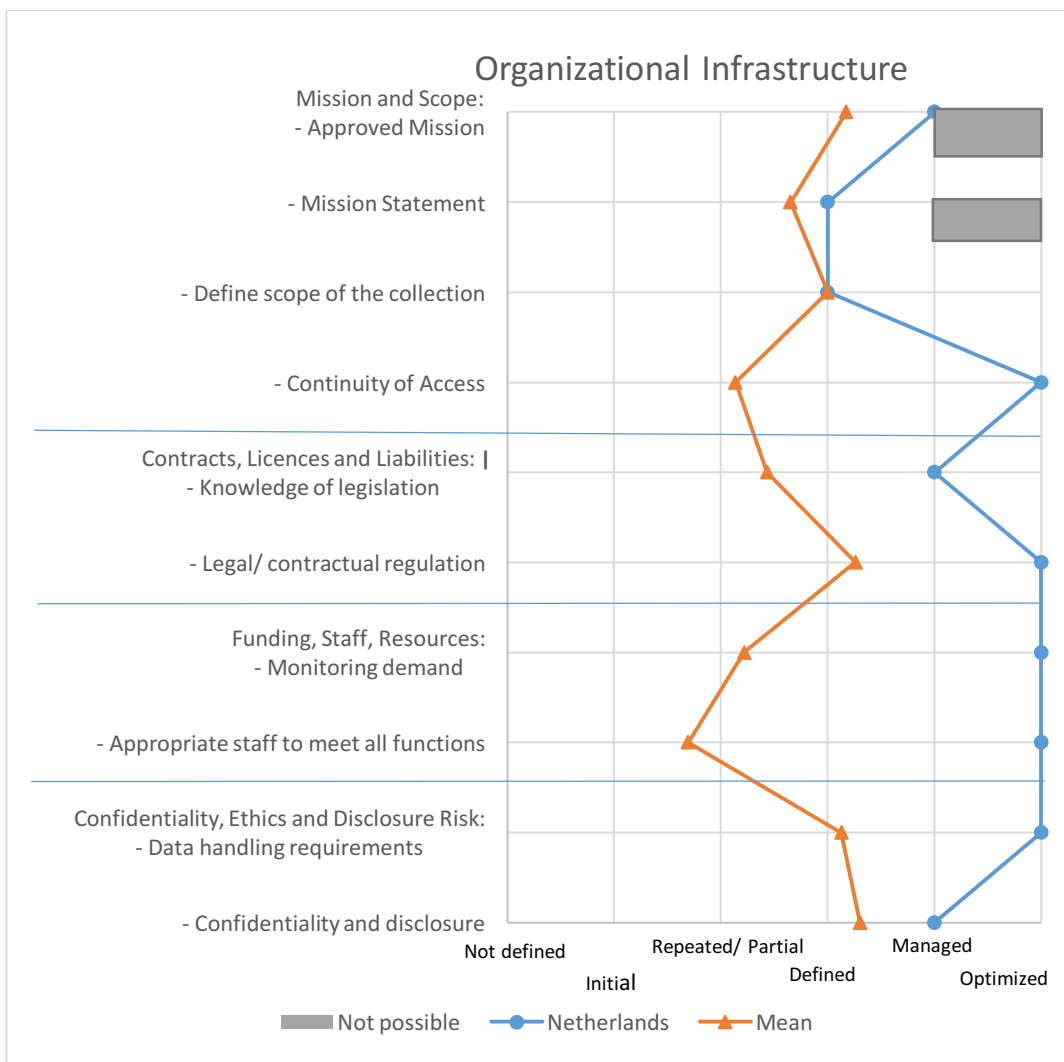 Organizational Infrastructure
Mission and Scope:
- Approved Mission
- Mission Statement
- Define scope of the collection
- Continuity of Access
Contracts, Licences and Liabilities: |
- Knowledge of legislation
- Legal/ contractual regulation
Funding, Staff, Resources:
- Monitoring demand
- Appropriate staff to meet all functions
Confidentiality, Ethics and Disclosure Risk:
- Data handling requirements
- Confidentiality and disclosure
Not defined
Initial
Repeated/ Partial
Defined
Managed
Optimized
Not possible
Netherlands
Mean